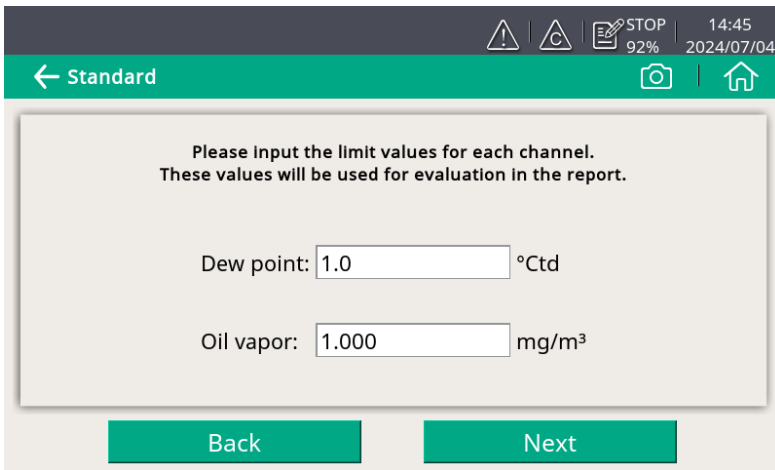 STOP 14:45
92% 2024/07/04
← Standard
Please input the limit values for each channel.
These values will be used for evaluation in the report.
Dew point: 1.0 °Ctd
Oil vapor: 1.000 mg/m³
Back Next